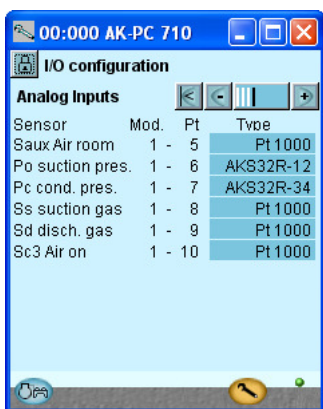 00:000 AK-PC 710
I/O configuration
Analog Inputs
Sensor Mod. Pt Type
Saux Air room 1 - 5 Pt 1000
Po suction pres. 1 - 6 AKS32R-12
Pc cond. pres. 1 - 7 AKS32R-34
Ss suction gas 1 - 8 Pt 1000
Sd disch. gas 1 - 9 Pt 1000
Sc3 Air on 1 - 10 Pt 1000